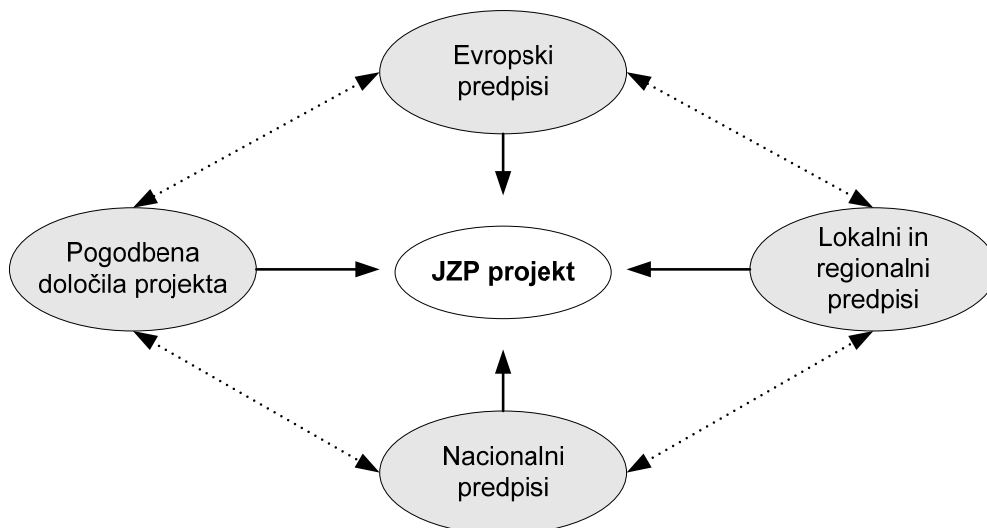 Evropski
predpisi
Pogodbena
določila projekta
JZP projekt
Lokalni in
regionalni
predpisi
Nacionalni
predpisi